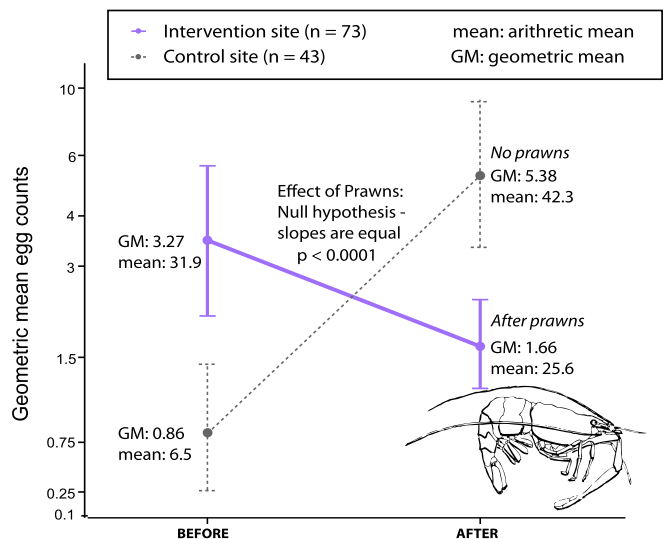 Intervention site (n = 73)
mean: arithretic mean
Control site (n = 43)
GM: geometric mean
Geometric mean egg counts
10
6
4
3
1.5
0.75
0.25
0.1
No prawns
GM: 5.38
mean: 42.3
Effect of Prawns:
Null hypothesis -
slopes are equal
p < 0.0001
GM: 3.27
mean: 31.9
After prawns
GM: 1.66
mean: 25.6
GM: 0.86
mean: 6.5
BEFORE
AFTER